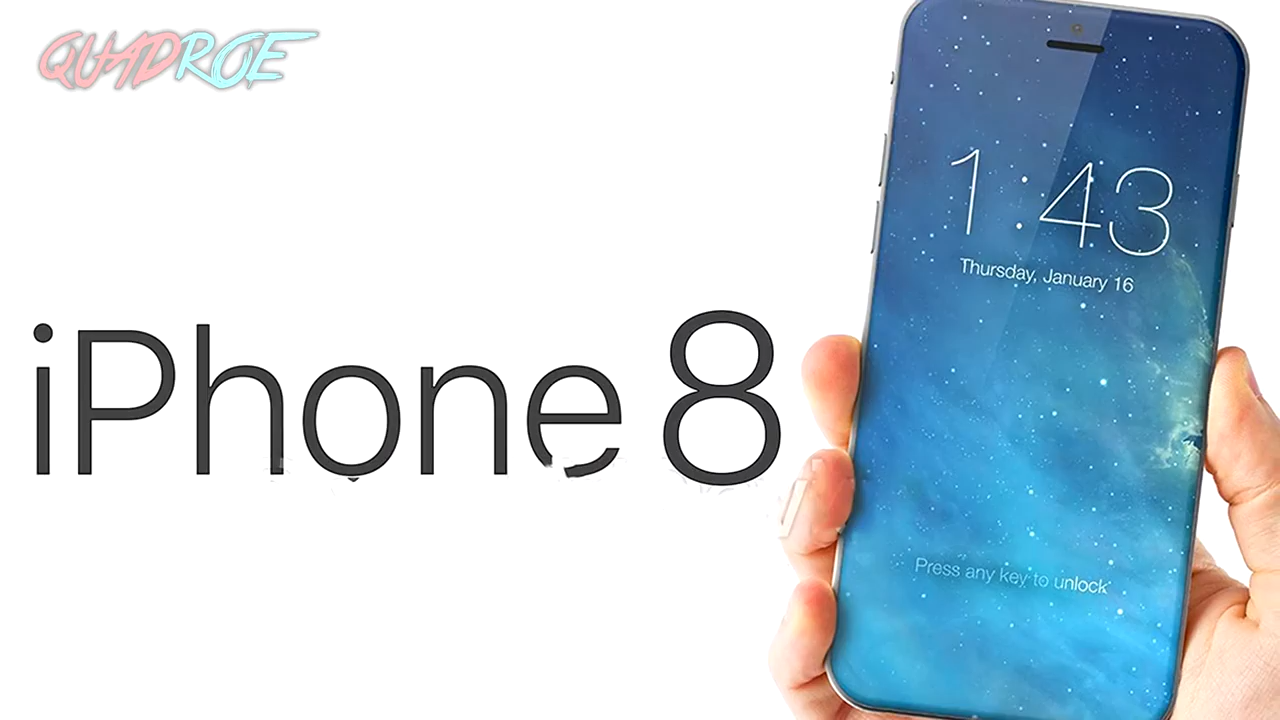 QUADROE
iPhone 8
1:43
Thursday, January 16
Press any key to unlock